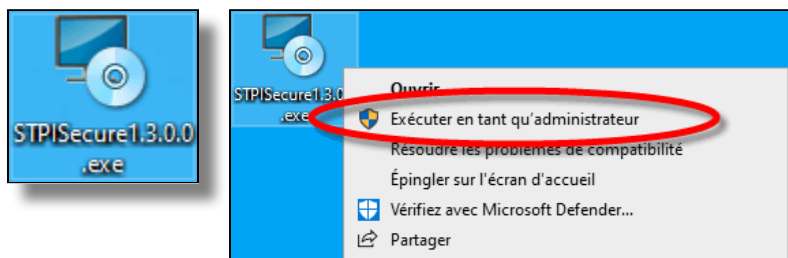 STPISecure1.3.0.0
.exe
STPISecure1.3.0
.exe
Ouvrir
Exécuter en tant qu'administrateur
Résoudre les problèmes de compatibilité
Épingler sur l'écran d'accueil
Vérifiez avec Microsoft Defender...
Partager